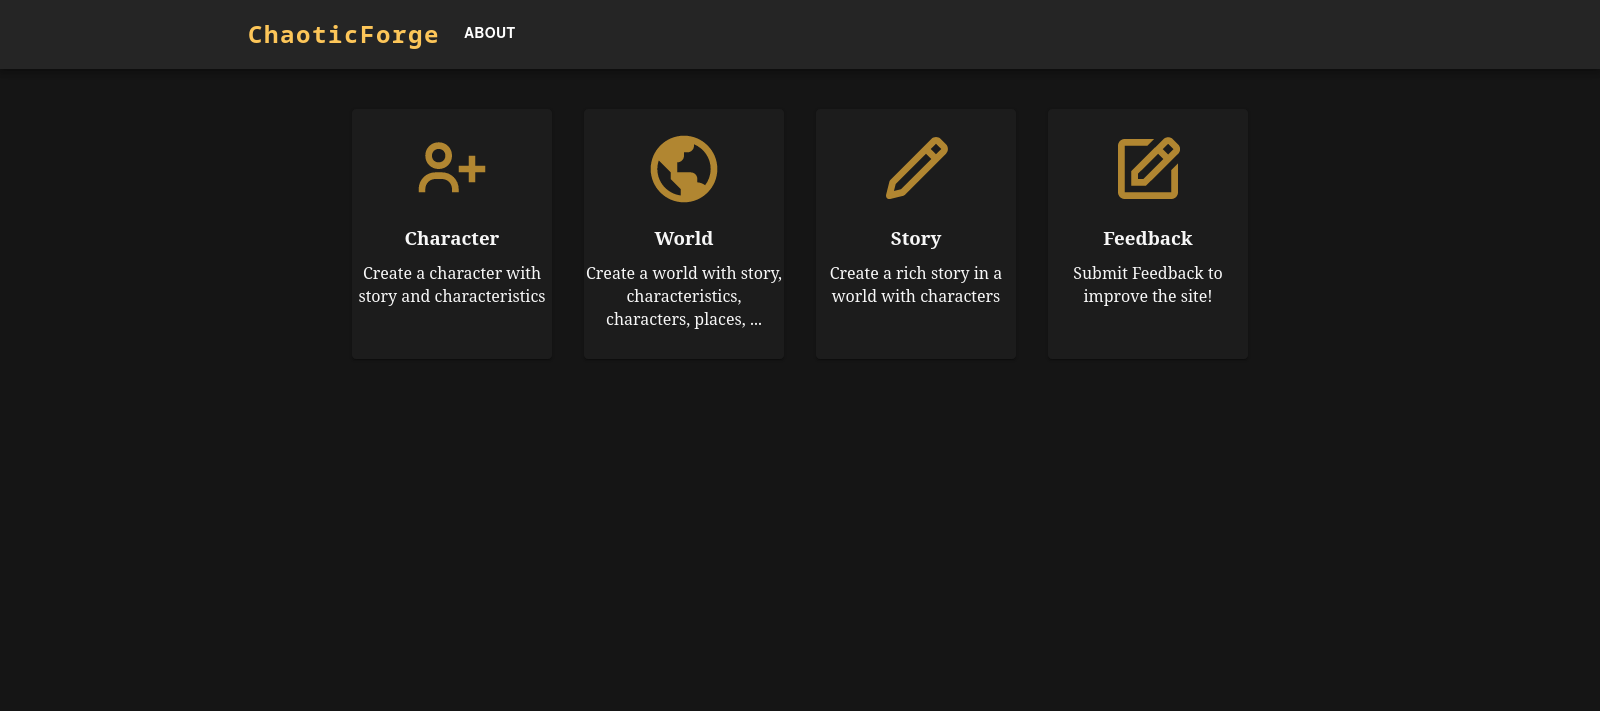 ChaoticForge
ABOUT
Character
Create a character with
story and characteristics
World
Create a world with story,
characteristics,
characters, places, ...
Story
Create a rich story in a
world with characters
Feedback
Submit Feedback to
improve the site!